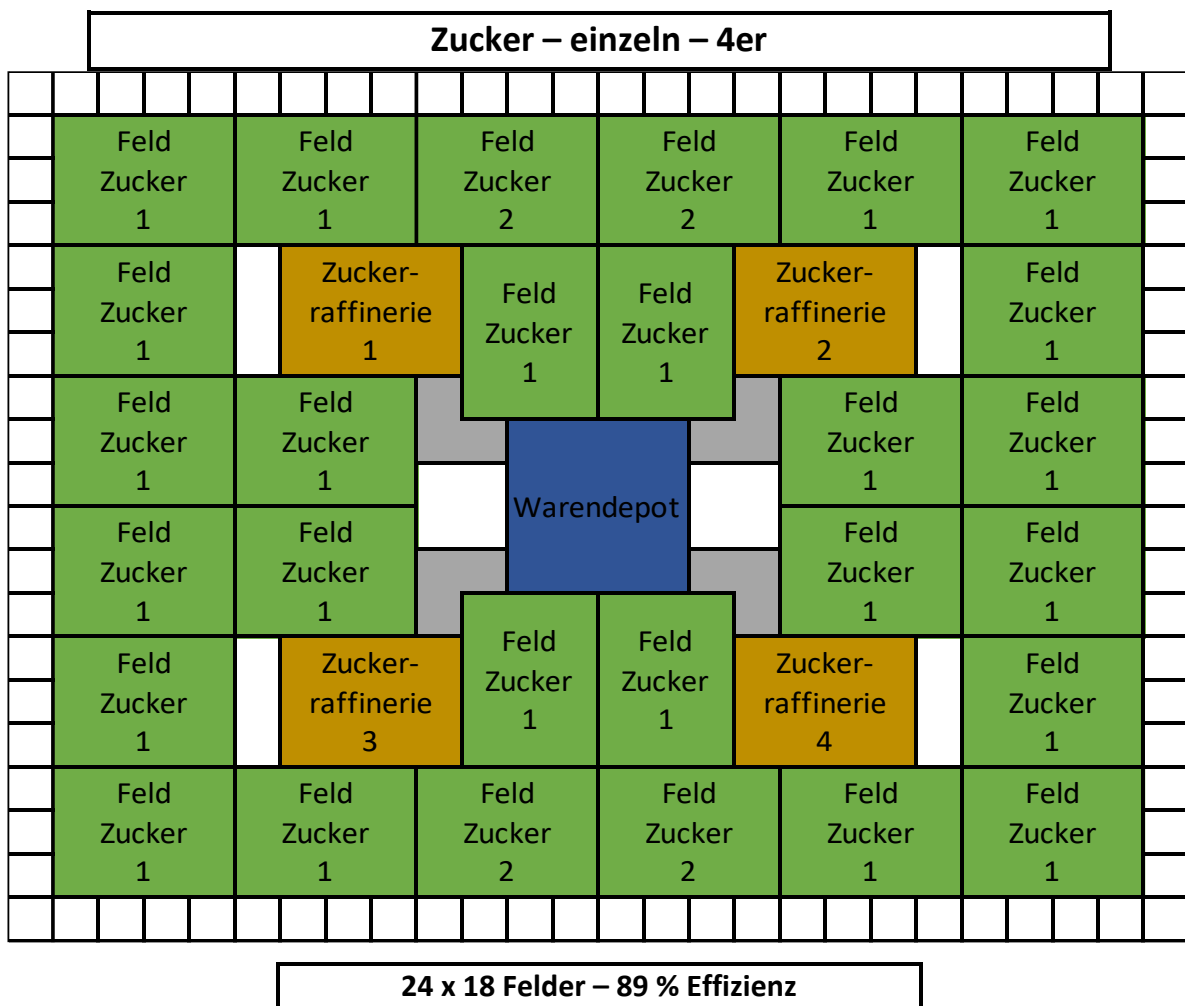 Zucker – einzeln – 4er
Feld
Zucker
1
Feld
Zucker
1
Feld
Zucker
2
Feld
Zucker
2
Feld
Zucker
1
Feld
Zucker
1
Feld
Zucker
1
Zucker-
raffinerie
1
Feld
Zucker
1
Feld
Zucker
1
Zucker-
raffinerie
2
Feld
Zucker
1
Feld
Zucker
1
Feld
Zucker
1
Feld
Zucker
1
Feld
Zucker
1
Warendepot
Feld
Zucker
1
Feld
Zucker
1
Feld
Zucker
1
Feld
Zucker
1
Feld
Zucker
1
Zucker-
raffinerie
3
Feld
Zucker
1
Feld
Zucker
1
Zucker-
raffinerie
4
Feld
Zucker
1
Feld
Zucker
1
Feld
Zucker
1
Feld
Zucker
2
Feld
Zucker
2
Feld
Zucker
1
Feld
Zucker
1
24 x 18 Felder – 89 % Effizienz